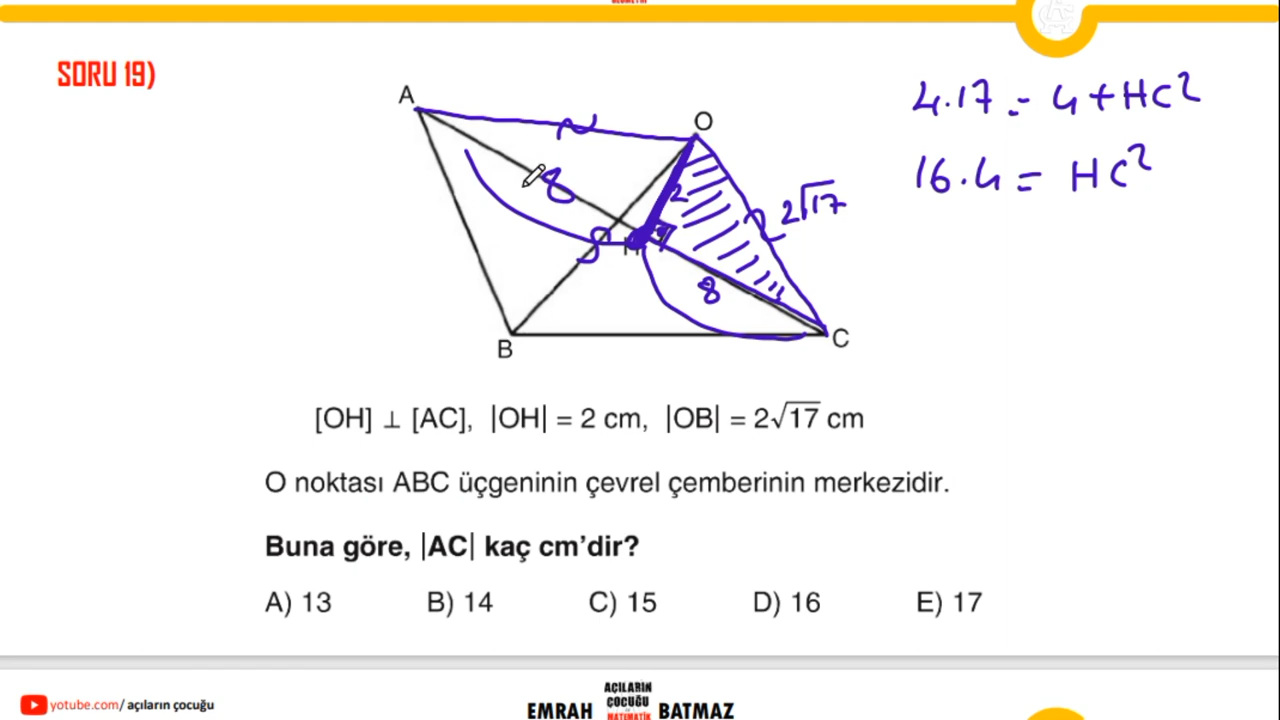 GEOMETRİ
SORU 19)
A
O
4.17 = 4 + HC²
16.4 = HC²
8
2
2√17
H
8
B
C
[OH] ⊥ [AC], |OH| = 2 cm, |OB| = 2√17 cm
O noktası ABC üçgeninin çevrel çemberinin merkezidir.
Buna göre, |AC| kaç cm’dir?
A) 13 B) 14 C) 15 D) 16 E) 17
yotube.com/ açıların çocuğu
EMRAH AÇILARIN ÇOCUĞU MATEMATİK BATMAZ